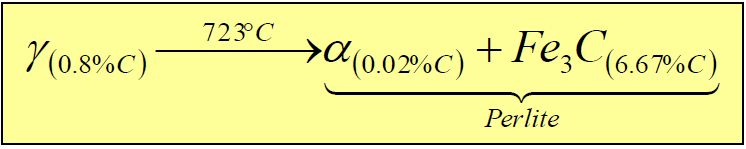 γ(0.8%C) 723°C → α(0.02%C) + Fe₃C(6.67%C)
Perlite